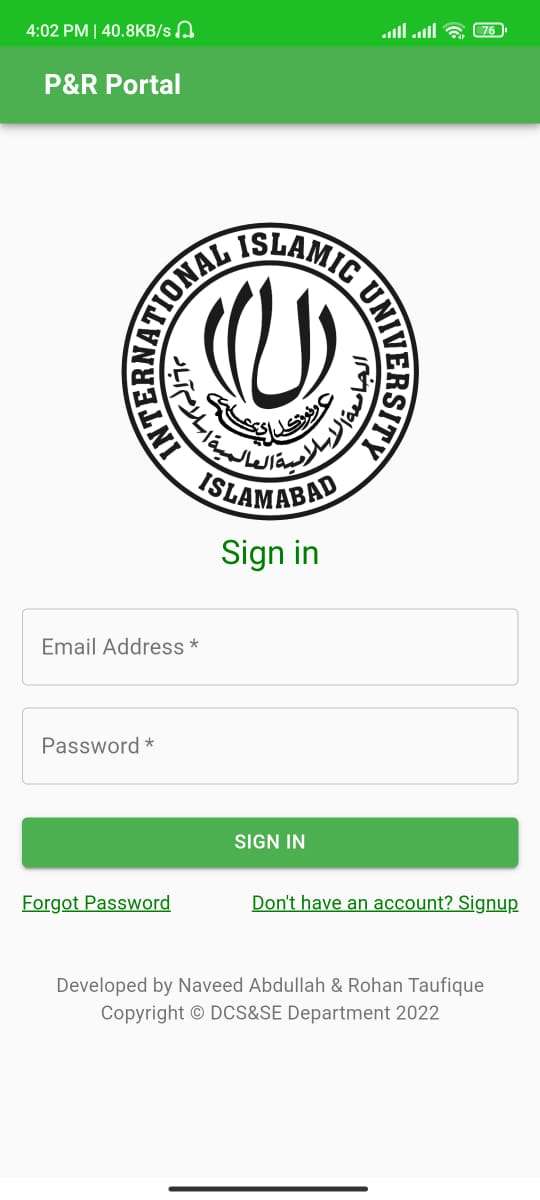 4:02 PM | 40.8KB/s
76
P&R Portal
INTERNATIONAL ISLAMIC UNIVERSITY
الجامعة الاسلامية العالمية اسلام آباد
ISLAMABAD
Sign in
Email Address *
Password *
SIGN IN
Forgot Password
Don't have an account? Signup
Developed by Naveed Abdullah & Rohan Taufique
Copyright © DCS&SE Department 2022